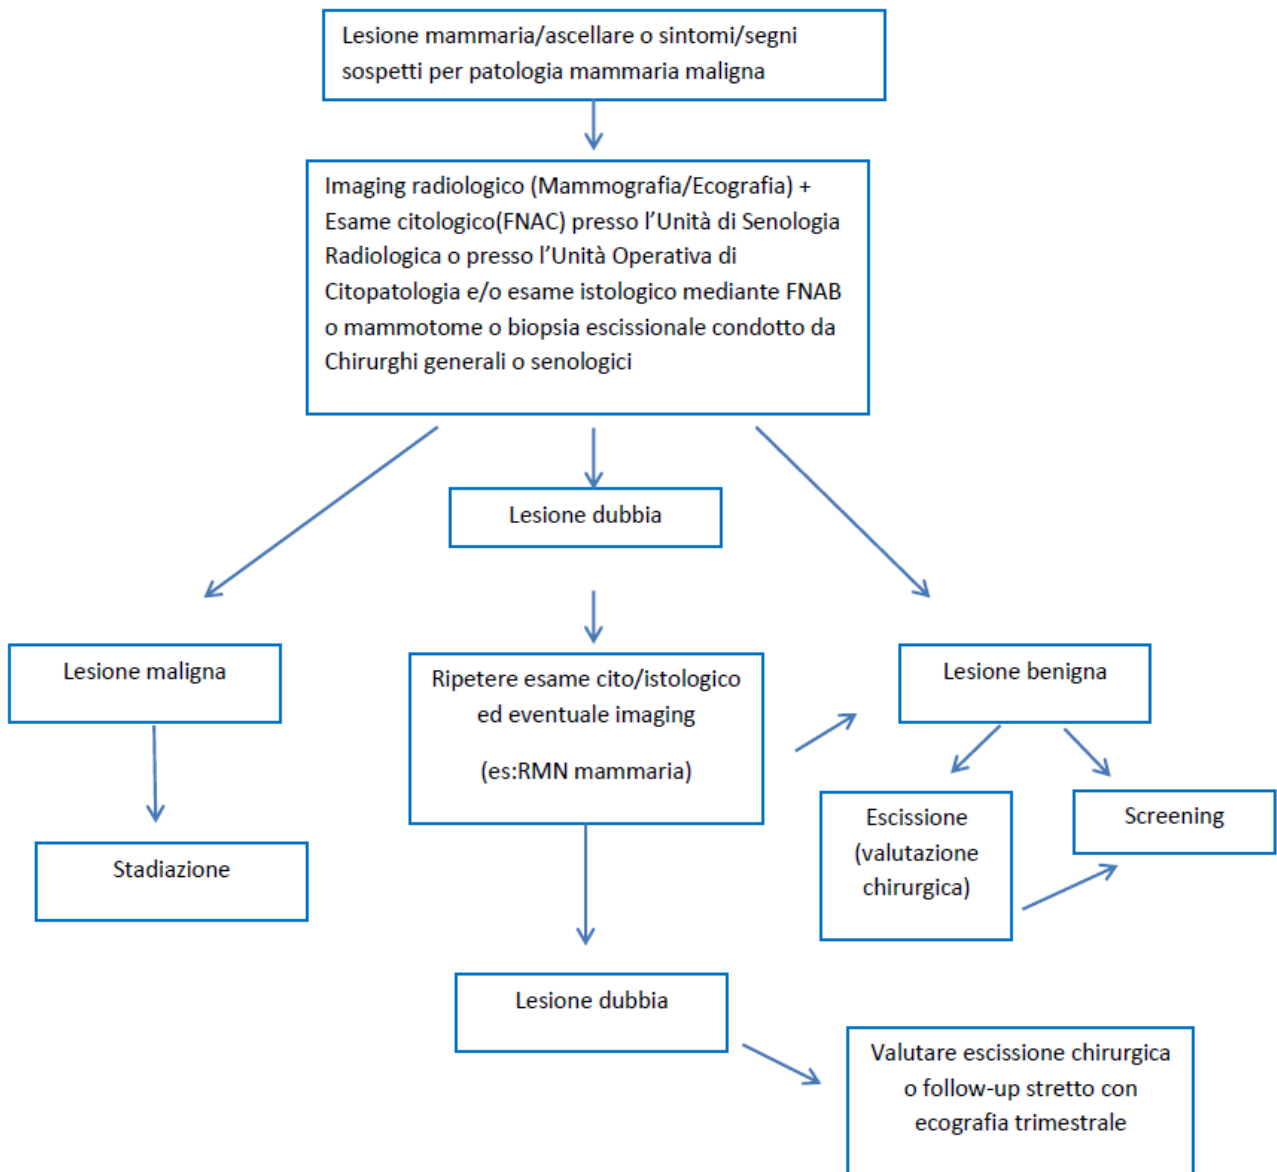 Lesione mammaria/ascellare o sintomi/segni
sospetti per patologia mammaria maligna
Imaging radiologico (Mammografia/Ecografia) +
Esame citologico(FNAC) presso l’Unità di Senologia
Radiologica o presso l’Unità Operativa di
Citopatologia e/o esame istologico mediante FNAB
o mammotome o biopsia escissionale condotto da
Chirurghi generali o senologici
Lesione dubbia
Lesione maligna
Ripetere esame cito/istologico
ed eventuale imaging
(es:RMN mammaria)
Lesione benigna
Stadiazione
Escissione
(valutazione
chirurgica)
Screening
Lesione dubbia
Valutare escissione chirurgica
o follow-up stretto con
ecografia trimestrale